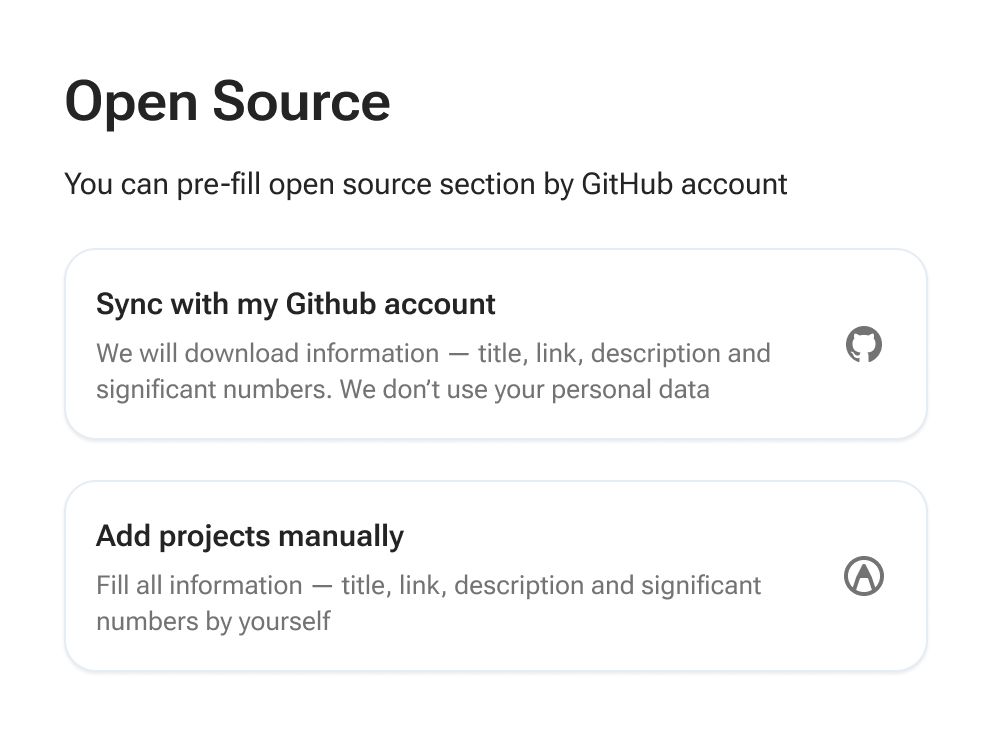 Open Source
You can pre-fill open source section by GitHub account
Sync with my Github account
We will download information — title, link, description and
significant numbers. We don’t use your personal data
Add projects manually
Fill all information — title, link, description and significant
numbers by yourself